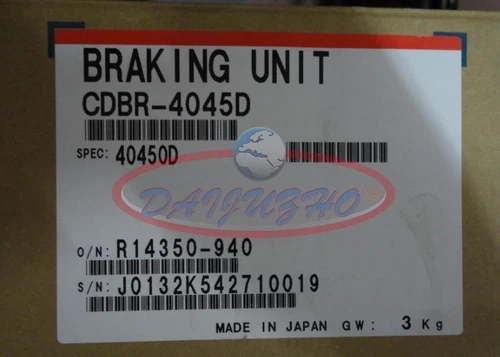 BRAKING UNIT
CDBR-4045D
SPEC: 40450D
DAIJUZHO
O/N: R14350-940
S/N: J0132K542710019
MADE IN JAPAN GW: 3 Kg